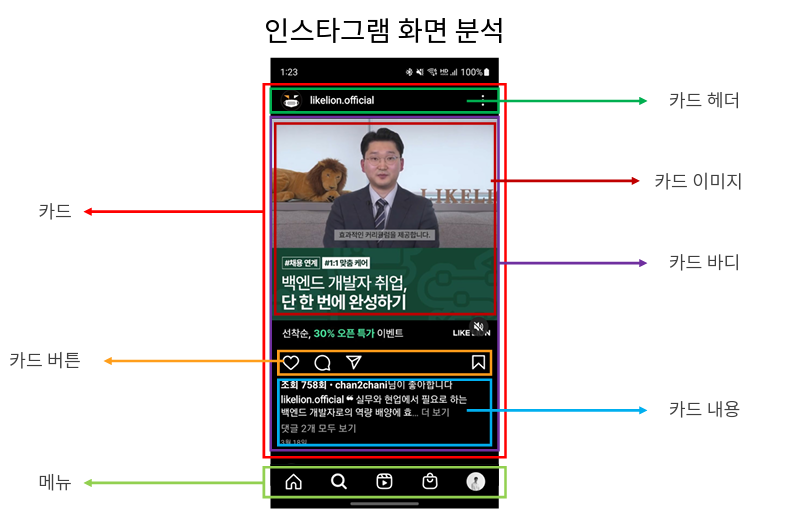 인스타그램 화면 분석
1:23 100%
likelion.official
카드 헤더
카드 이미지
LIKELI
카드
효과적인 커리큘럼을 제공합니다.
카드 바디
#채용 연계 #1:1 맞춤 케어
백엔드 개발자 취업,
단 한 번에 완성하기
선착순, 30% 오픈 특가 이벤트
카드 버튼
조회 758회 • chan2chani님이 좋아합니다
likelion.official ❝ 실무와 현업에서 필요로 하는
백엔드 개발자로의 역량 배양에 효... 더 보기
카드 내용
댓글 2개 모두 보기
3월 18일
메뉴